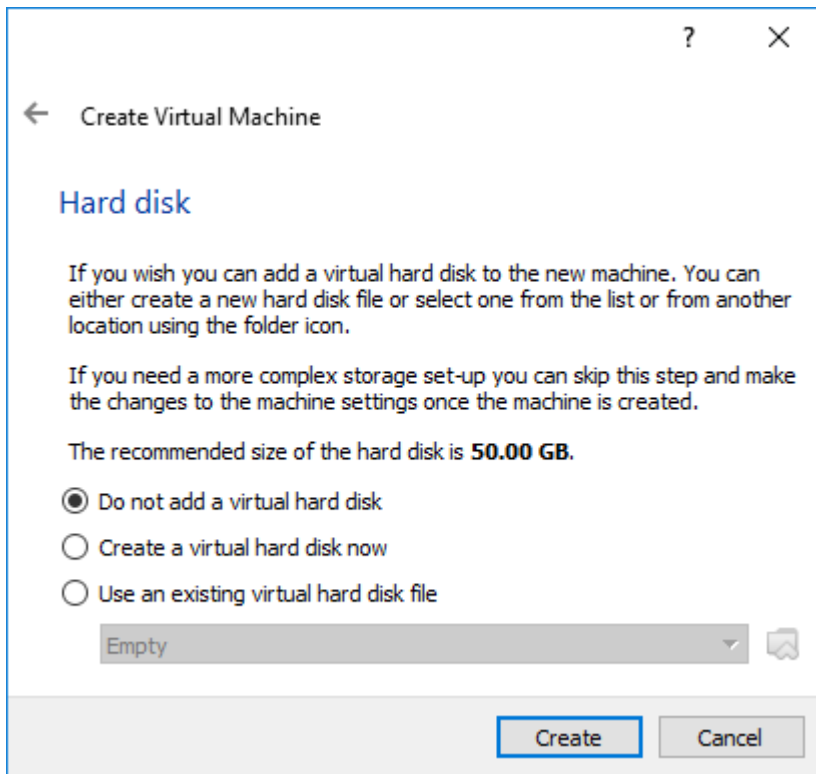 ?
Create Virtual Machine
Hard disk
If you wish you can add a virtual hard disk to the new machine. You can
either create a new hard disk file or select one from the list or from another
location using the folder icon.
If you need a more complex storage set-up you can skip this step and make
the changes to the machine settings once the machine is created.
The recommended size of the hard disk is 50.00 GB.
Do not add a virtual hard disk
Create a virtual hard disk now
Use an existing virtual hard disk file
Empty
Create Cancel